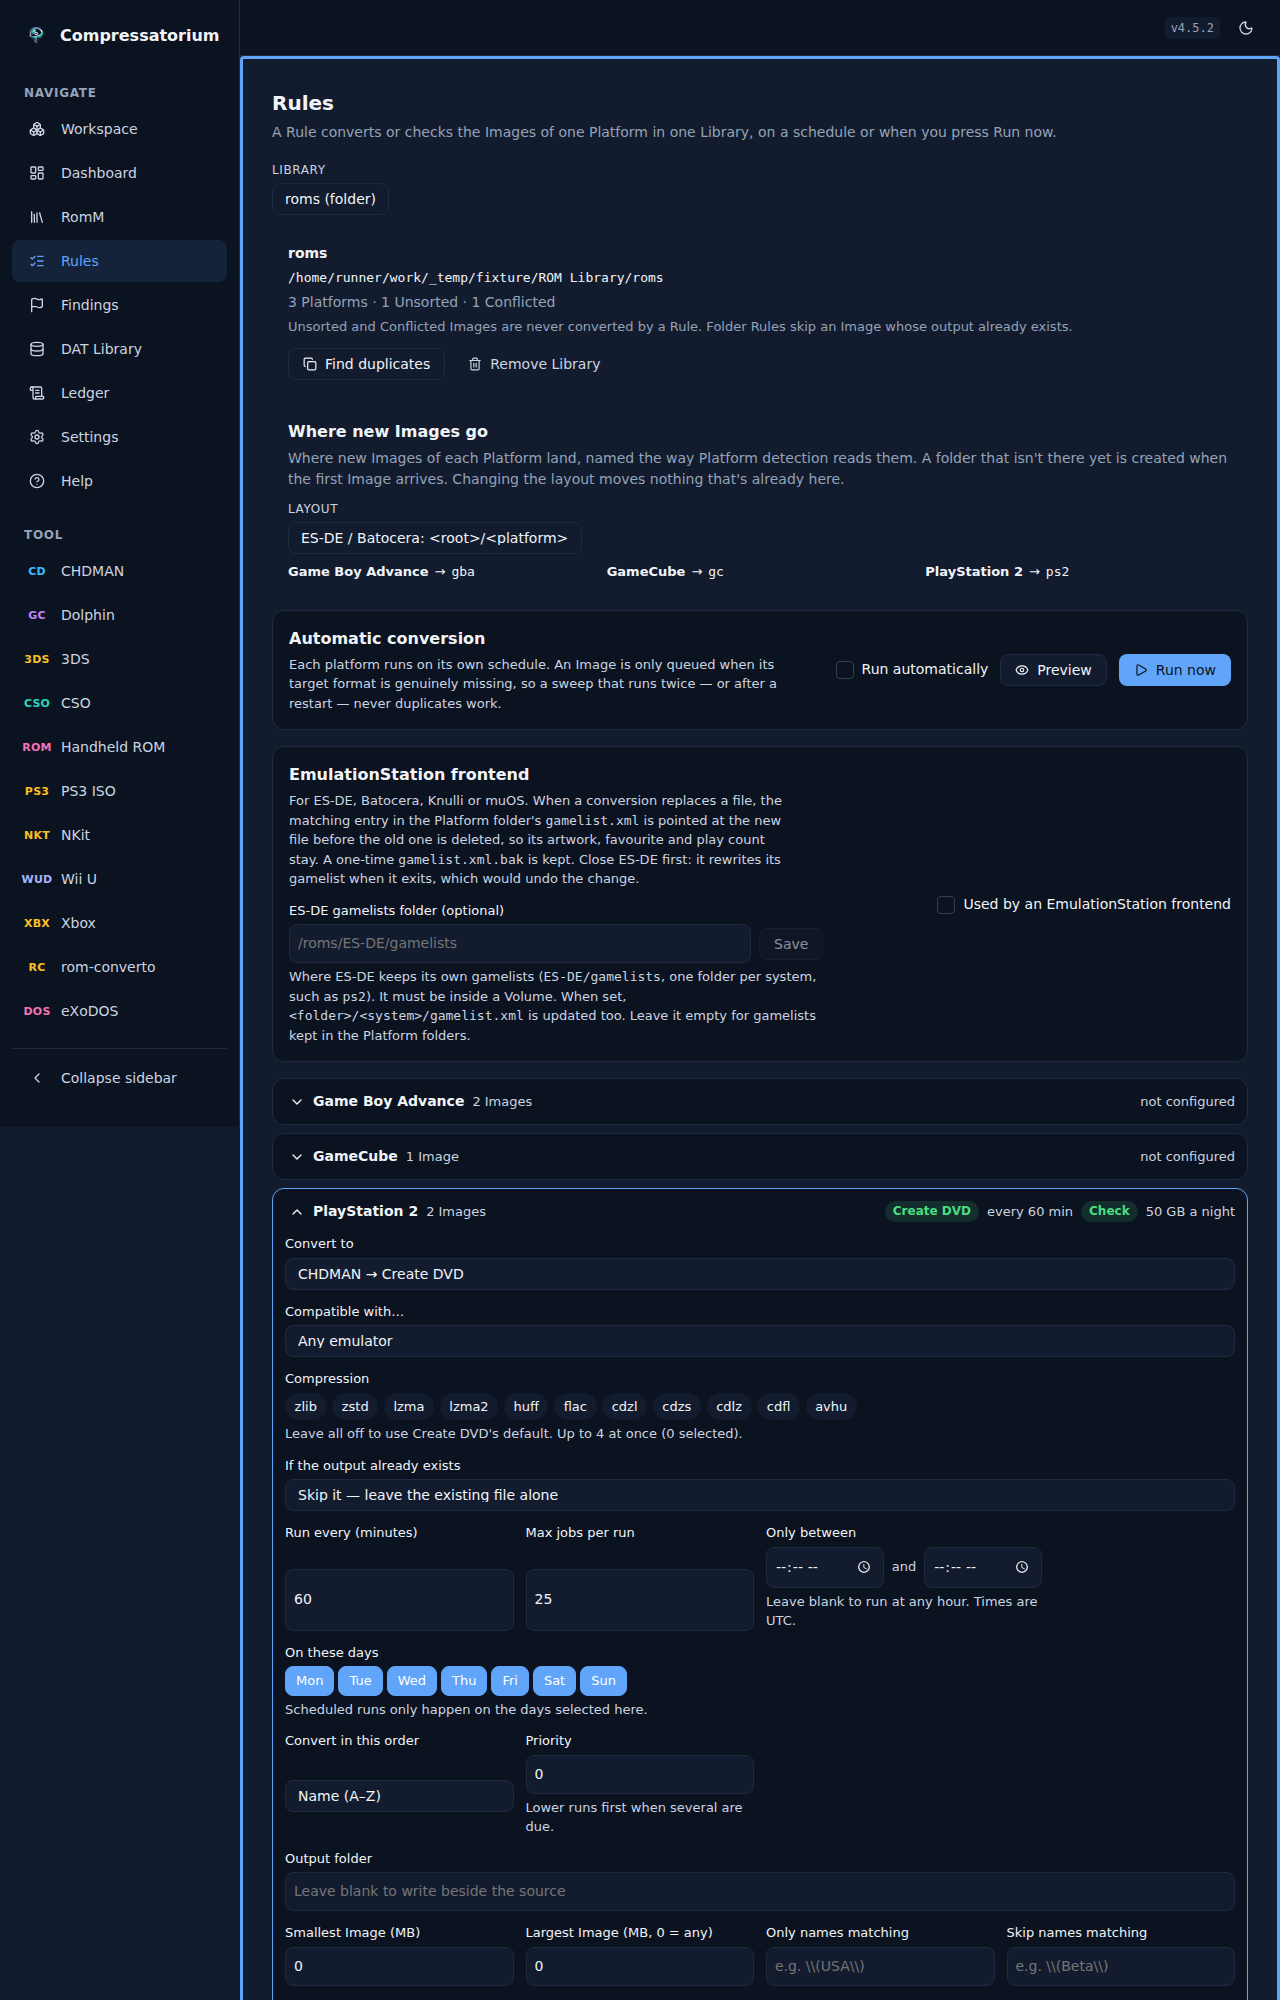 Compressatorium
v4.5.2
NAVIGATE
Workspace
Dashboard
RomM
Rules
Findings
DAT Library
Ledger
Settings
Help
TOOL
CD CHDMAN
GC Dolphin
3DS 3DS
CSO CSO
ROM Handheld ROM
PS3 PS3 ISO
NKT NKit
WUD Wii U
XBX Xbox
RC rom-converto
DOS eXoDOS
Collapse sidebar
Rules
A Rule converts or checks the Images of one Platform in one Library, on a schedule or when you press Run now.
LIBRARY
roms (folder)
roms
/home/runner/work/_temp/fixture/ROM Library/roms
3 Platforms · 1 Unsorted · 1 Conflicted
Unsorted and Conflicted Images are never converted by a Rule. Folder Rules skip an Image whose output already exists.
Find duplicates Remove Library
Where new Images go
Where new Images of each Platform land, named the way Platform detection reads them. A folder that isn't there yet is created when
the first Image arrives. Changing the layout moves nothing that's already here.
LAYOUT
ES-DE / Batocera: <root>/<platform>
Game Boy Advance → gba GameCube → gc PlayStation 2 → ps2
Automatic conversion
Each platform runs on its own schedule. An Image is only queued when its
target format is genuinely missing, so a sweep that runs twice — or after a
restart — never duplicates work.
Run automatically Preview Run now
EmulationStation frontend
For ES-DE, Batocera, Knulli or muOS. When a conversion replaces a file, the
matching entry in the Platform folder's gamelist.xml is pointed at the new
file before the old one is deleted, so its artwork, favourite and play count
stay. A one-time gamelist.xml.bak is kept. Close ES-DE first: it rewrites its
gamelist when it exits, which would undo the change.
ES-DE gamelists folder (optional)
/roms/ES-DE/gamelists Save
Where ES-DE keeps its own gamelists (ES-DE/gamelists, one folder per system,
such as ps2). It must be inside a Volume. When set,
<folder>/<system>/gamelist.xml is updated too. Leave it empty for gamelists
kept in the Platform folders.
Used by an EmulationStation frontend
Game Boy Advance 2 Images not configured
GameCube 1 Image not configured
PlayStation 2 2 Images Create DVD every 60 min Check 50 GB a night
Convert to
CHDMAN → Create DVD
Compatible with…
Any emulator
Compression
zlib zstd lzma lzma2 huff flac cdzl cdzs cdlz cdfl avhu
Leave all off to use Create DVD's default. Up to 4 at once (0 selected).
If the output already exists
Skip it — leave the existing file alone
Run every (minutes) Max jobs per run Only between
60 25 --:-- -- and --:-- --
Leave blank to run at any hour. Times are
UTC.
On these days
Mon Tue Wed Thu Fri Sat Sun
Scheduled runs only happen on the days selected here.
Convert in this order Priority
Name (A–Z) 0
Lower runs first when several are
due.
Output folder
Leave blank to write beside the source
Smallest Image (MB) Largest Image (MB, 0 = any) Only names matching Skip names matching
0 0 e.g. \\(USA\\) e.g. \\(Beta\\)